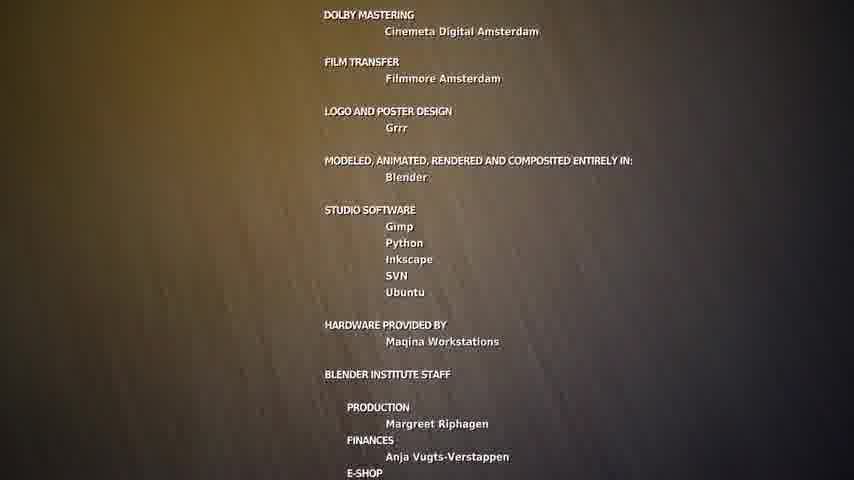 DOLBY MASTERING
Cinemeta Digital Amsterdam
FILM TRANSFER
Filmmore Amsterdam
LOGO AND POSTER DESIGN
Grrr
MODELED, ANIMATED, RENDERED AND COMPOSITED ENTIRELY IN:
Blender
STUDIO SOFTWARE
Gimp
Python
Inkscape
SVN
Ubuntu
HARDWARE PROVIDED BY
Maqina Workstations
BLENDER INSTITUTE STAFF
PRODUCTION
Margreet Riphagen
FINANCES
Anja Vugts-Verstappen
E-SHOP